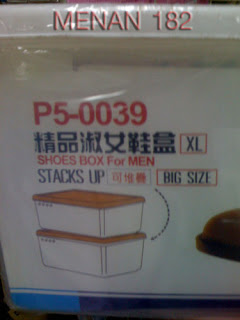 MENAN 182
P5-0039
精品淑女鞋盒 XL
SHOES BOX For MEN
STACKS UP 可堆疊 BIG SIZE